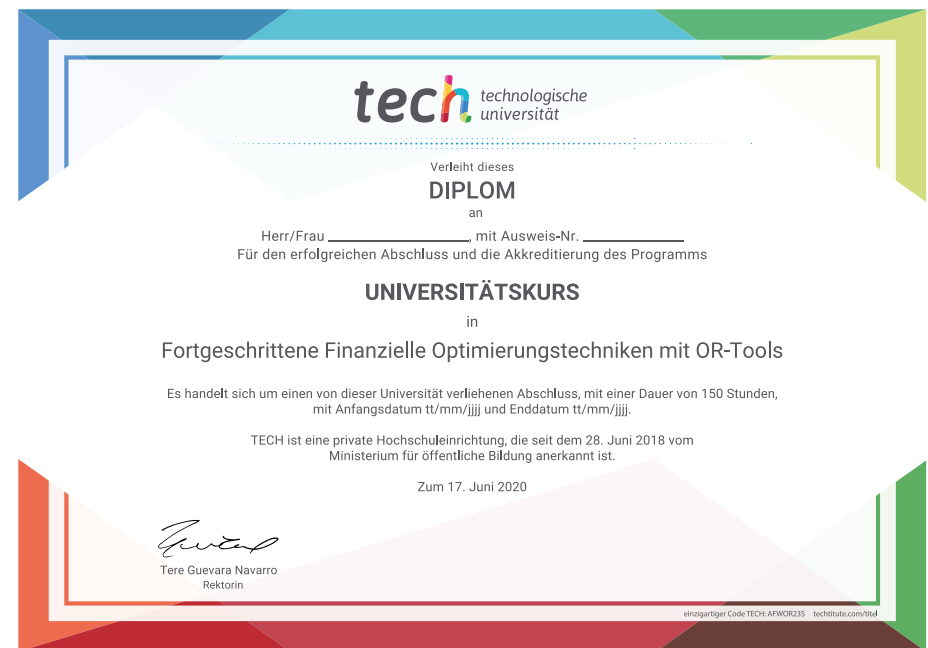 tech technologische
universität
Verleiht dieses
DIPLOM
an
Herr/Frau ____________________, mit Ausweis-Nr. ______________
Für den erfolgreichen Abschluss und die Akkreditierung des Programms
UNIVERSITÄTSKURS
in
Fortgeschrittene Finanzielle Optimierungstechniken mit OR-Tools
Es handelt sich um einen von dieser Universität verliehenen Abschluss, mit einer Dauer von 150 Stunden,
mit Anfangsdatum tt/mm/jjjj und Enddatum tt/mm/jjjj.
TECH ist eine private Hochschuleinrichtung, die seit dem 28. Juni 2018 vom
Ministerium für öffentliche Bildung anerkannt ist.
Zum 17. Juni 2020
Tere Guevara Navarro
Rektorin
einzigartiger Code TECH: AFWOR23S techtitute.com/titel